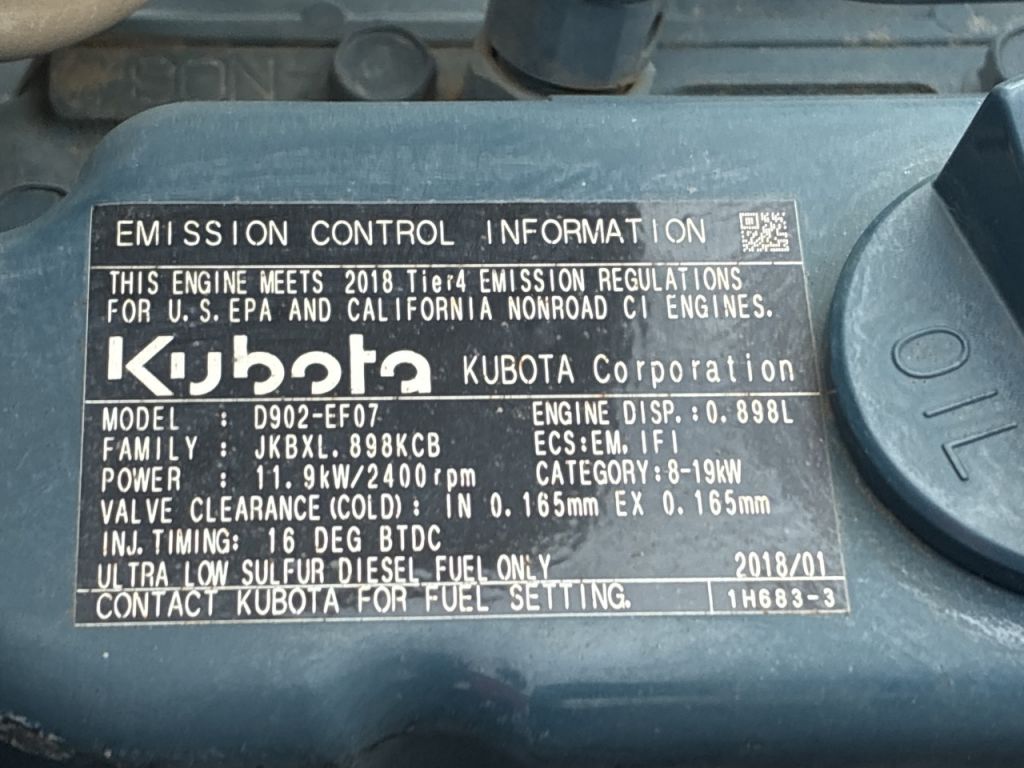 EMISSION CONTROL INFORMATION
THIS ENGINE MEETS 2018 Tier4 EMISSION REGULATIONS
FOR U.S.EPA AND CALIFORNIA NONROAD CI ENGINES.
Kubota KUBOTA Corporation
MODEL : D902-EF07 ENGINE DISP.:0.898L
FAMILY : JKBXL.898KCB ECS:EM,IFI
POWER : 11.9kW/2400rpm CATEGORY:8-19kW
VALVE CLEARANCE(COLD): IN 0.165mm EX 0.165mm
INJ.TIMING: 16 DEG BTDC
ULTRA LOW SULFUR DIESEL FUEL ONLY 2018/01
CONTACT KUBOTA FOR FUEL SETTING. 1H683-3
OIL